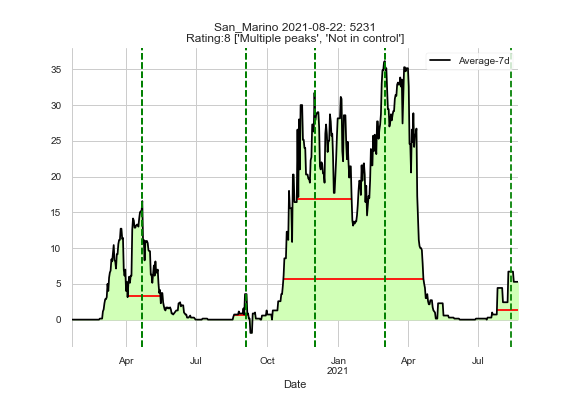 San_Marino 2021-08-22: 5231
Rating:8 ['Multiple peaks', 'Not in control']
Average-7d
35
30
25
20
15
10
5
0
Apr Jul Oct Jan Apr Jul
2021
Date